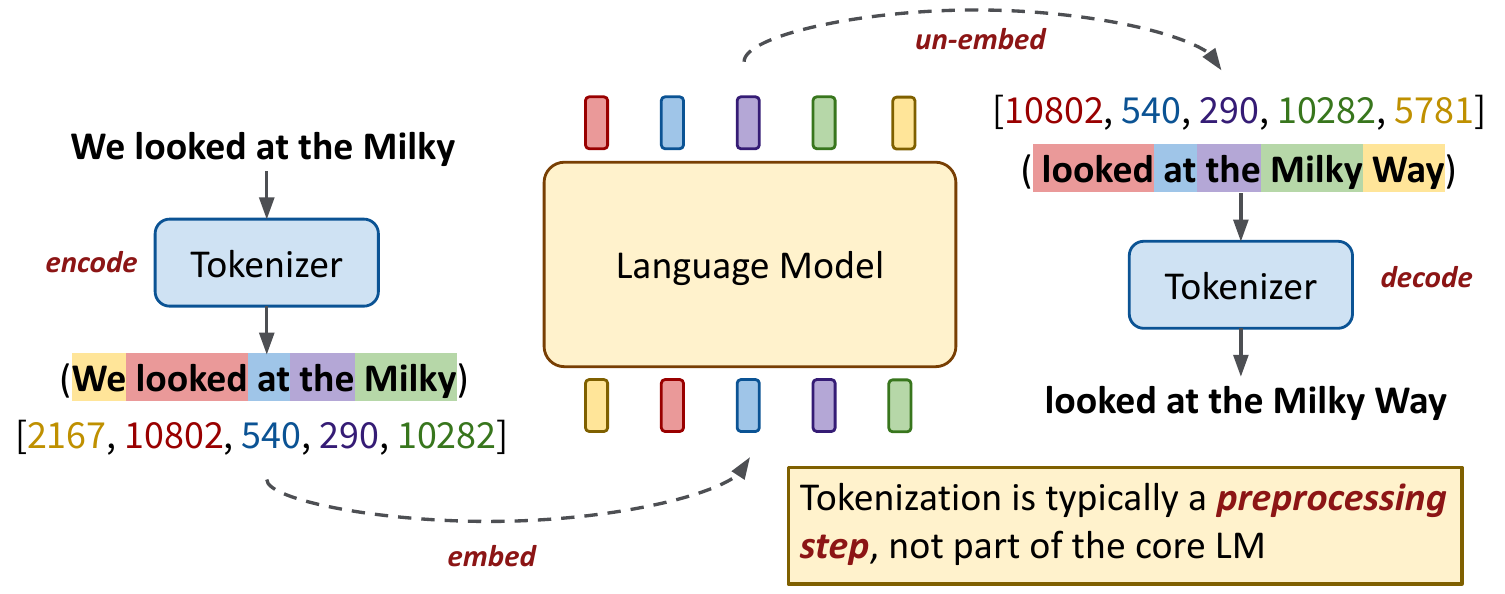 We looked at the Milky
encode
Tokenizer
(We looked at the Milky)
[2167, 10802, 540, 290, 10282]
embed
Language Model
un-embed
[10802, 540, 290, 10282, 5781]
( looked at the Milky Way)
Tokenizer
decode
looked at the Milky Way
Tokenization is typically a preprocessing
step, not part of the core LM